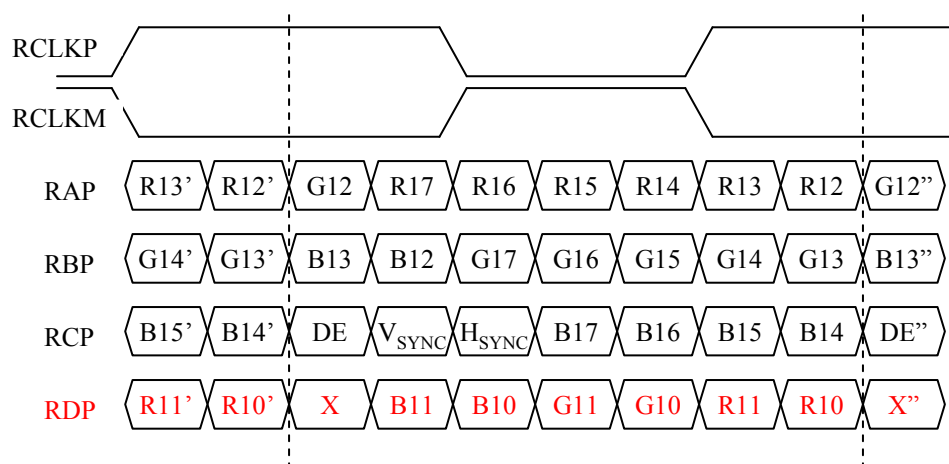 RCLKP
RCLKM
RAP R13’ R12’ G12 R17 R16 R15 R14 R13 R12 G12”
RBP G14’ G13’ B13 B12 G17 G16 G15 G14 G13 B13”
RCP B15’ B14’ DE VSYNC HSYNC B17 B16 B15 B14 DE”
RDP R11’ R10’ X B11 B10 G11 G10 R11 R10 X”